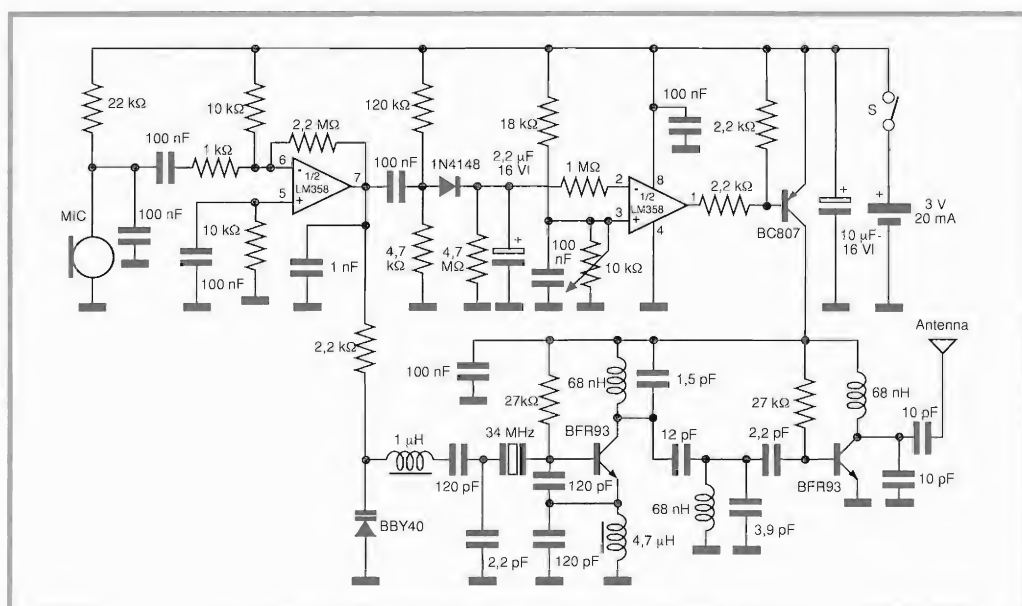 22 kΩ
10 kΩ
2,2 MΩ
120 kΩ
18 kΩ
100 nF
2,2 kΩ
S
100 nF
1 kΩ
6
7
1/2
LM358
5
100 nF
1N4148
2,2 µF
16 Vl
1 MΩ
2
8
1/2
LM358
3
1
4
2,2 kΩ
BC807
+
10 µF-
16 Vl
+
3 V
20 mA
MiC
100 nF
10 kΩ
100 nF
1 nF
4,7
kΩ
4,7
MΩ
+
100
nF
10 kΩ
Antenna
2,2 kΩ
100 nF
27kΩ
68 nH
1,5 pF
27 kΩ
68 nH
10 pF
1 µH
34 MHz
BFR93
12 pF
2,2 pF
120 pF
120 pF
BFR93
10 pF
BBY40
2,2 pF
120 pF
4,7 µH
68 nH
3,9 pF